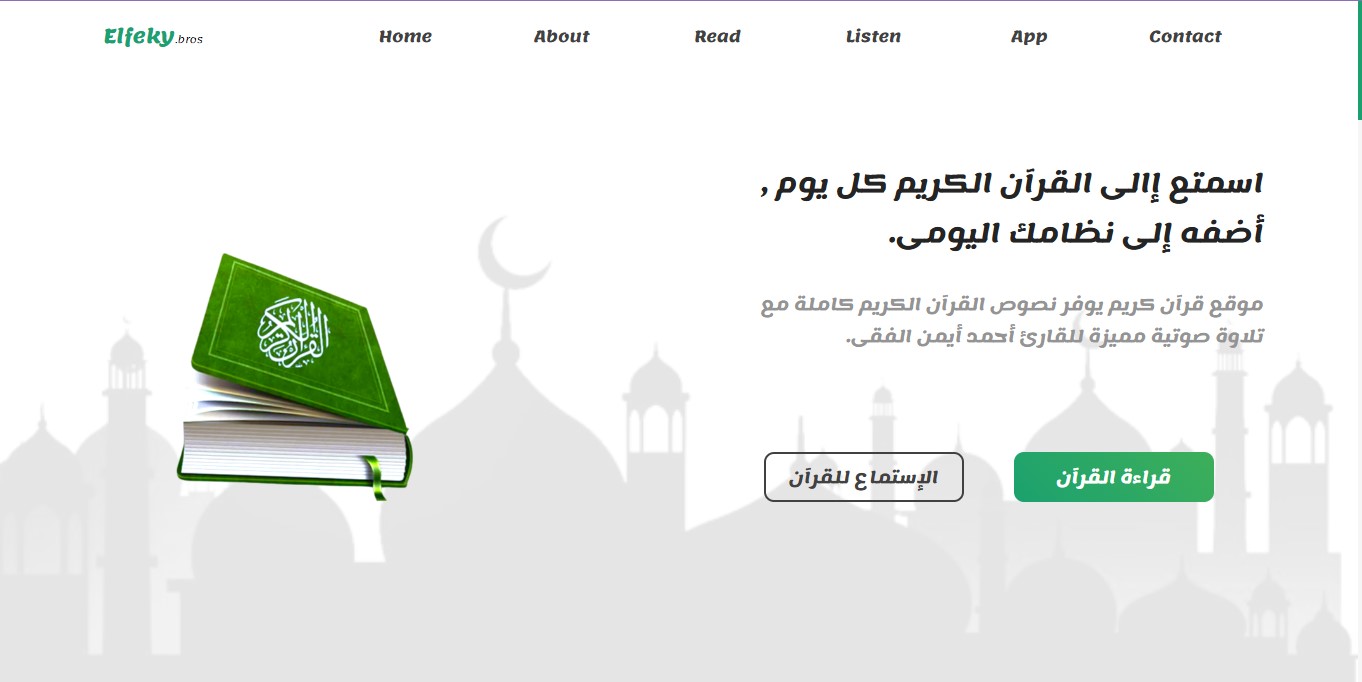 Elfeky.bros
Home
About
Read
Listen
App
Contact
اسمتع إالى القرآن الكريم كل يوم ,
أضفه إلى نظامك اليومى.
موقع قرآن كريم يوفر نصوص القرآن الكريم كاملة مع
تلاوة صوتية مميزة للقارئ أحمد أيمن الفقى.
قراءة القرآن
الإستماع للقرآن
القرآن الكريم